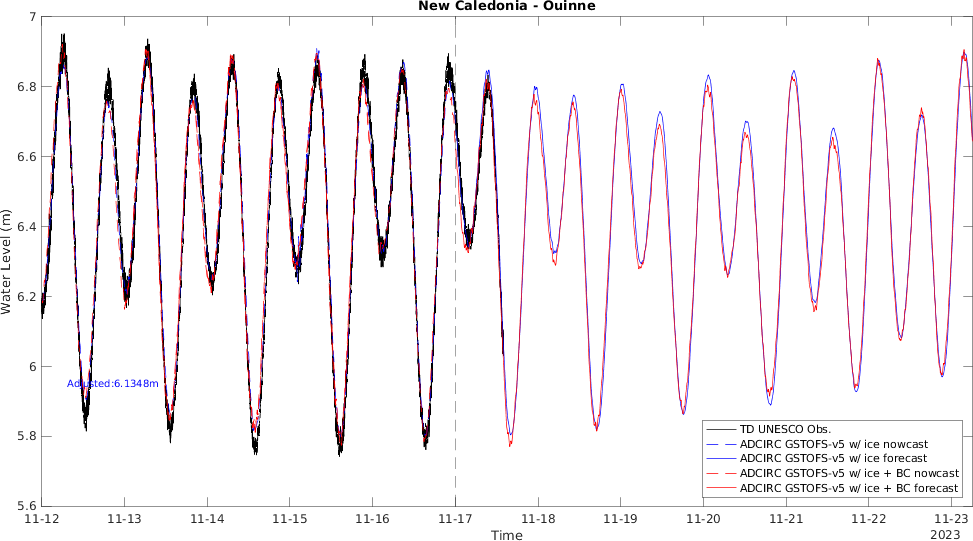 New Caledonia - Ouinne
7
6.8
6.6
6.4
6.2
6
5.8
5.6
Water Level (m)
Adjusted:6.1348m
TD UNESCO Obs.
ADCIRC GSTOFS-v5 w/ ice nowcast
ADCIRC GSTOFS-v5 w/ ice forecast
ADCIRC GSTOFS-v5 w/ ice + BC nowcast
ADCIRC GSTOFS-v5 w/ ice + BC forecast
11-12 11-13 11-14 11-15 11-16 11-17 11-18 11-19 11-20 11-21 11-22 11-23
Time
2023